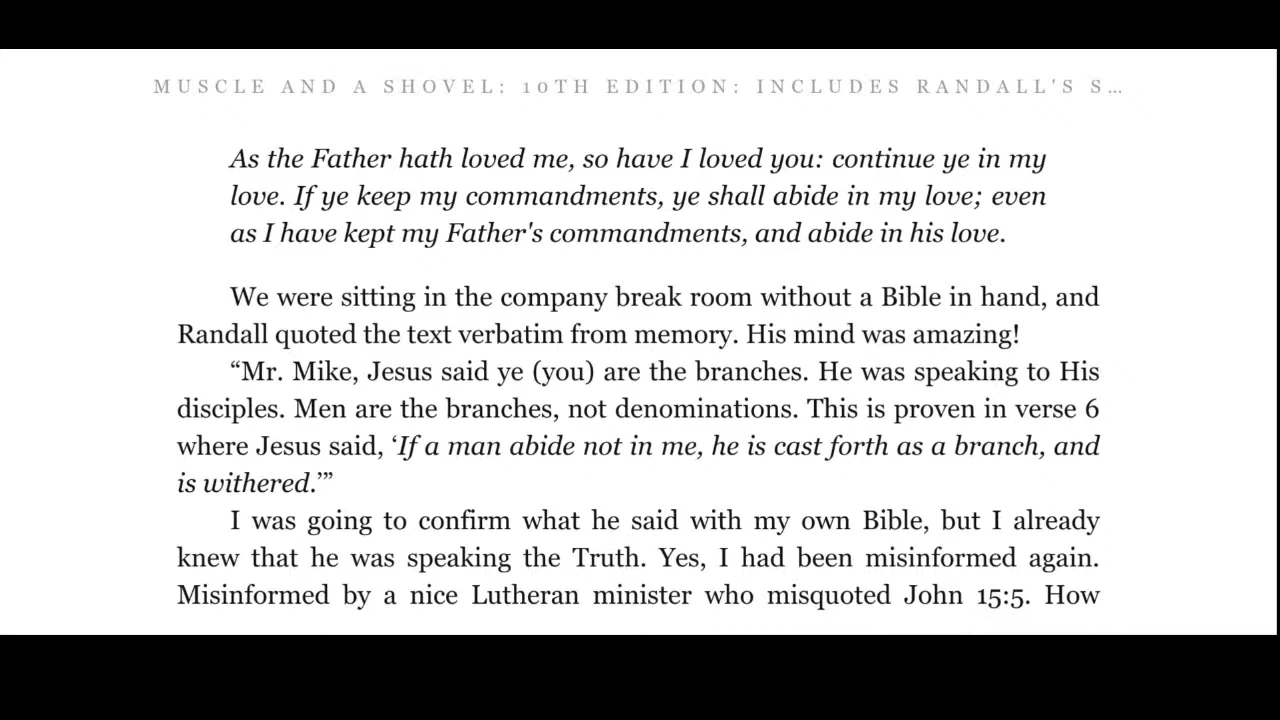 MUSCLE AND A SHOVEL: 10TH EDITION: INCLUDES RANDALL'S S...
As the Father hath loved me, so have I loved you: continue ye in my
love. If ye keep my commandments, ye shall abide in my love; even
as I have kept my Father's commandments, and abide in his love.
We were sitting in the company break room without a Bible in hand, and
Randall quoted the text verbatim from memory. His mind was amazing!
“Mr. Mike, Jesus said ye (you) are the branches. He was speaking to His
disciples. Men are the branches, not denominations. This is proven in verse 6
where Jesus said, ‘If a man abide not in me, he is cast forth as a branch, and
is withered.’”
I was going to confirm what he said with my own Bible, but I already
knew that he was speaking the Truth. Yes, I had been misinformed again.
Misinformed by a nice Lutheran minister who misquoted John 15:5. How